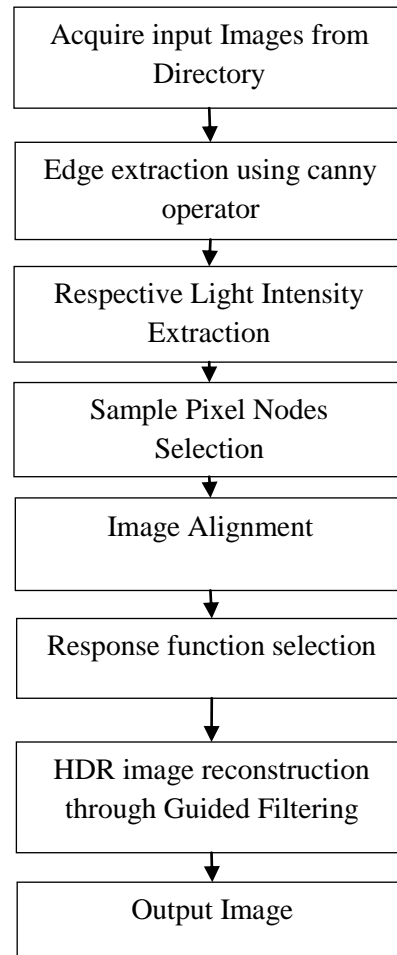 Acquire input Images from
Directory
Edge extraction using canny
operator
Respective Light Intensity
Extraction
Sample Pixel Nodes
Selection
Image Alignment
Response function selection
HDR image reconstruction
through Guided Filtering
Output Image